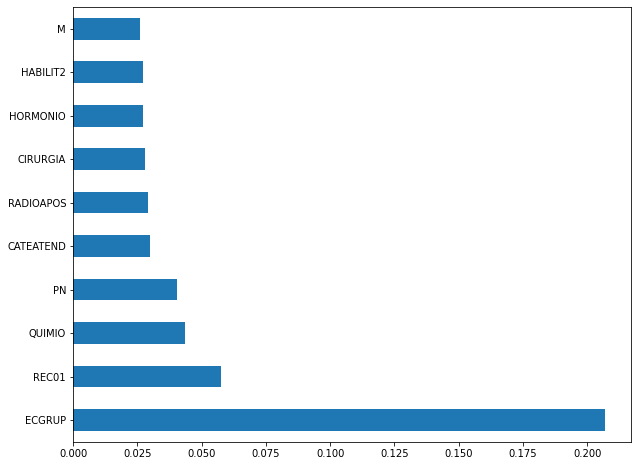 M
HABILIT2
HORMONIO
CIRURGIA
RADIOAPOS
CATEATEND
PN
QUIMIO
REC01
ECGRUP
0.000 0.025 0.050 0.075 0.100 0.125 0.150 0.175 0.200